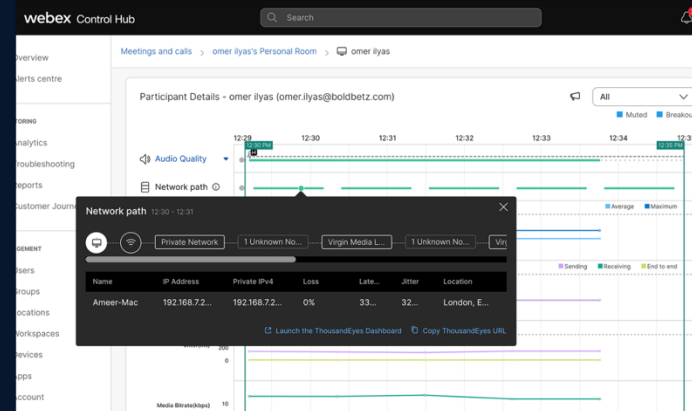 webex Control Hub
Search
Overview
Alerts centre
Analytics
Troubleshooting
Reports
Customer Journ
Users
Groups
Locations
Workspaces
Devices
Apps
Account
Meetings and calls > omer ilyas's Personal Room > omer ilyas
Participant Details - omer ilyas (omer.ilyas@boldbetz.com)
All
Muted Breakou
12:29 12:30 12:31 12:32 12:33 12:34 12:35
12:30 PM 12:35 PM
Audio Quality
Network path
Average Maximum
Sending Receiving End to end
Network path 12:30 - 12:31
Private Network 1 Unknown No... Virgin Media L... 1 Unknown No... Virg
Name IP Address Private IPv4 Loss Late... Jitter Location
Ameer-Mac 192.168.7.2... 192.168.7.2... 0% 33... 32... London, E...
Launch the ThousandEyes Dashboard Copy ThousandEyes URL
200
0
Media Bitrate(kbps) 10